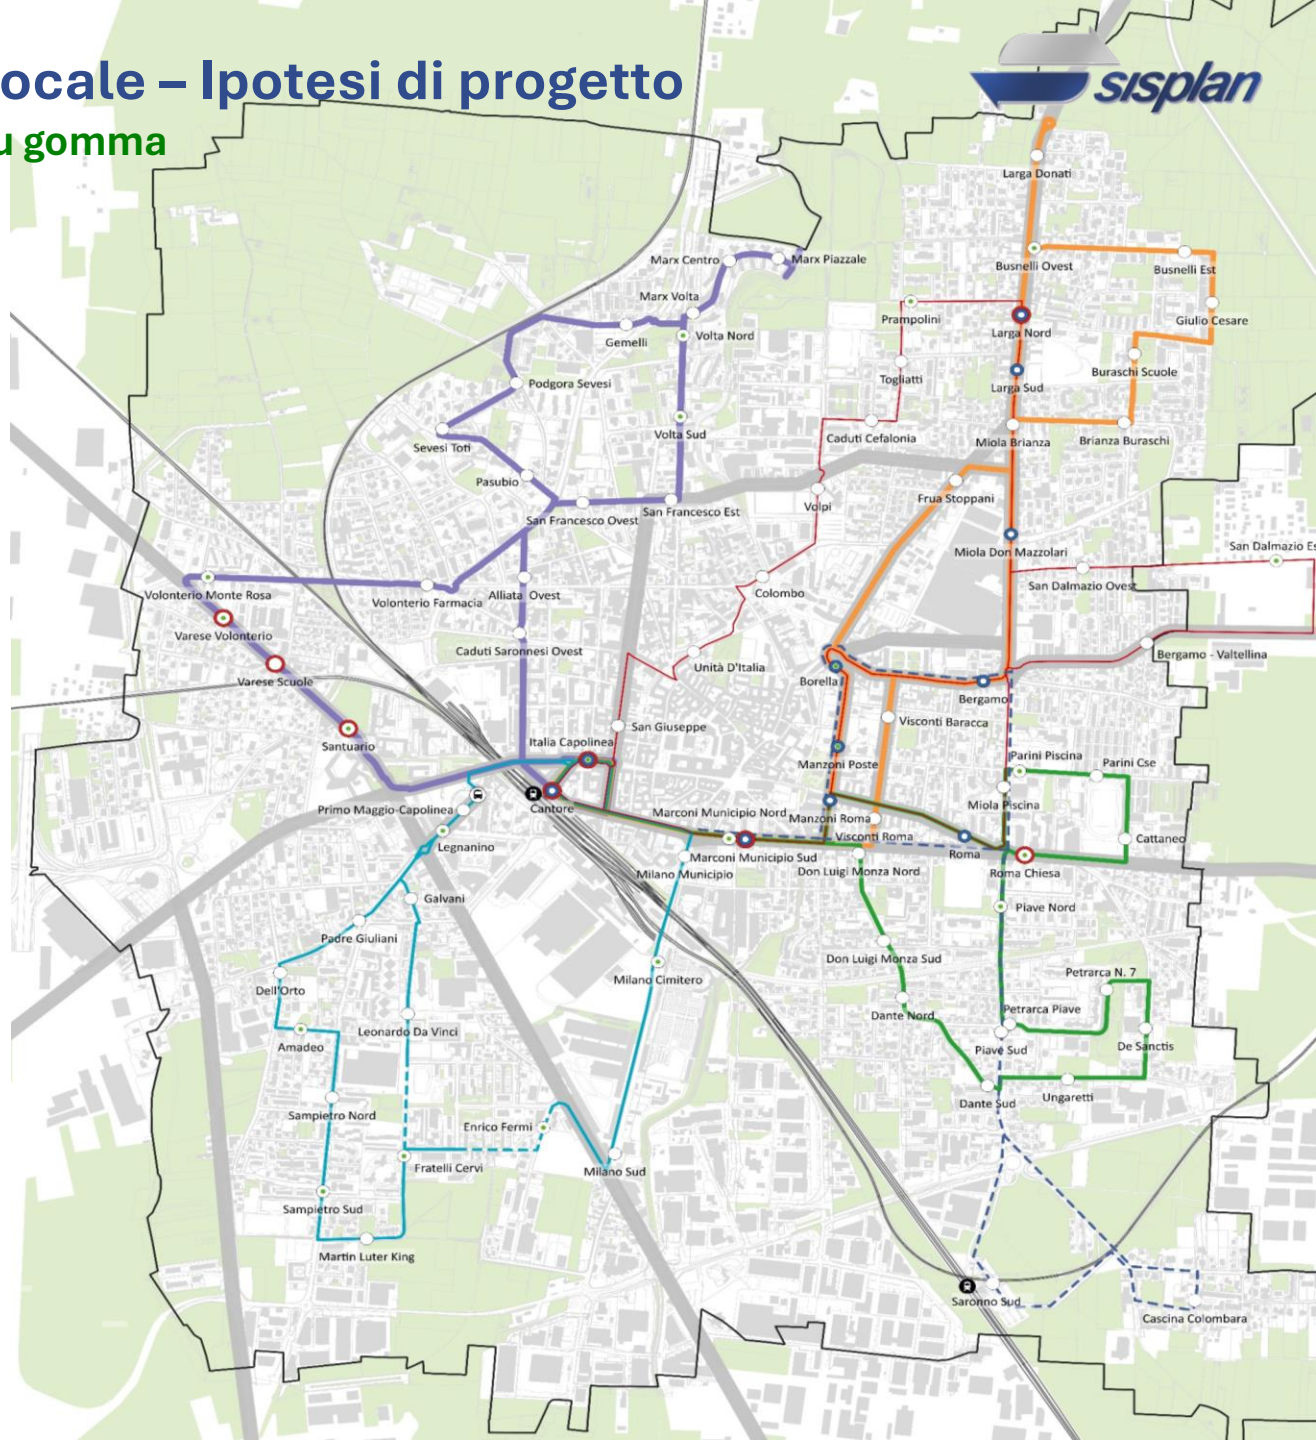 ocale – Ipotesi di progetto
u gomma
sisplan
Larga Donati
Marx Centro
Marx Piazzale
Busnelli Ovest
Busnelli Est
Marx Volta
Prampolini
Larga Nord
Giulio Cesare
Gemelli
Volta Nord
Togliatti
Buraschi Scuole
Podgora Sevesi
Larga Sud
Sevesi Toti
Volta Sud
Caduti Cefalonia
Miola Brianza
Brianza Buraschi
Pasubio
Frua Stoppani
San Francesco Ovest
San Francesco Est
Volpi
Miola Don Mazzolari
San Dalmazio Es
San Dalmazio Ovest
Volonterio Monte Rosa
Volonterio Farmacia
Alliata Ovest
Colombo
Varese Volonterio
Caduti Saronnesi Ovest
Bergamo - Valtellina
Unità D'Italia
Varese Scuole
Borella
Bergamo
Visconti Baracca
San Giuseppe
Santuario
Italia Capolinea
Manzoni Poste
Parini Piscina
Parini Cse
Primo Maggio-Capolinea
Cantore
Marconi Municipio Nord
Manzoni Roma
Miola Piscina
Legnanino
Visconti Roma
Cattaneo
Marconi Municipio Sud
Roma
Milano Municipio
Don Luigi Monza Nord
Roma Chiesa
Galvani
Piave Nord
Padre Giuliani
Don Luigi Monza Sud
Petrarca N. 7
Dell'Orto
Milano Cimitero
Petrarca Piave
Dante Nord
Leonardo Da Vinci
Amadeo
Piave Sud
De Sanctis
Ungaretti
Dante Sud
Sampietro Nord
Enrico Fermi
Fratelli Cervi
Milano Sud
Sampietro Sud
Martin Luter King
Saronno Sud
Cascina Colombara